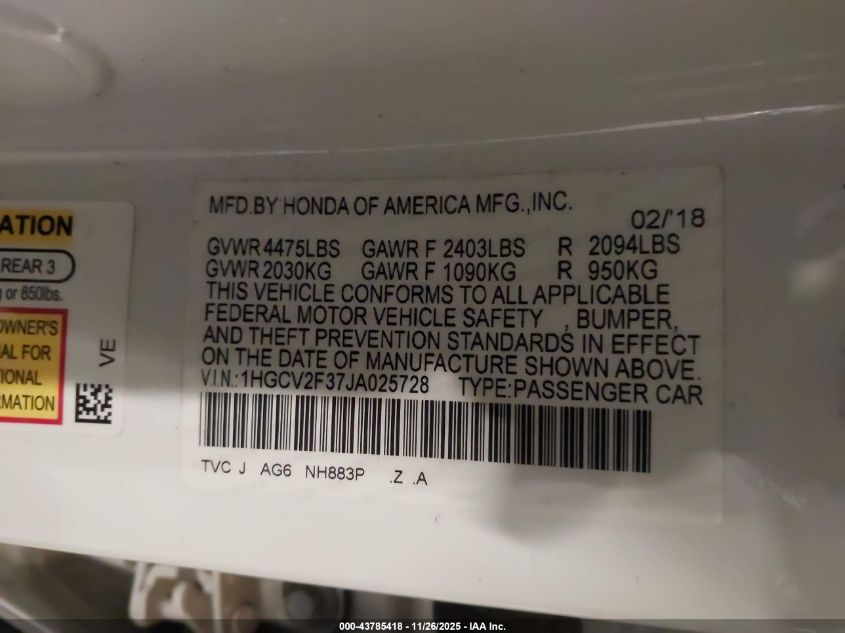 ATION
REAR 3
g or 850lbs.
OWNER'S
AL FOR
TIONAL
RMATION
VE
MFD.BY HONDA OF AMERICA MFG.,INC.
02/'18
GVWR 4475LBS GAWR F 2403LBS R 2094LBS
GVWR 2030KG GAWR F 1090KG R 950KG
THIS VEHICLE CONFORMS TO ALL APPLICABLE
FEDERAL MOTOR VEHICLE SAFETY , BUMPER,
AND THEFT PREVENTION STANDARDS IN EFFECT
ON THE DATE OF MANUFACTURE SHOWN ABOVE.
V.I.N.:1HGCV2F37JA025728 TYPE:PASSENGER CAR
TVC J AG6 NH883P .Z .A
000-43785418 - 11/26/2025 - IAA Inc.